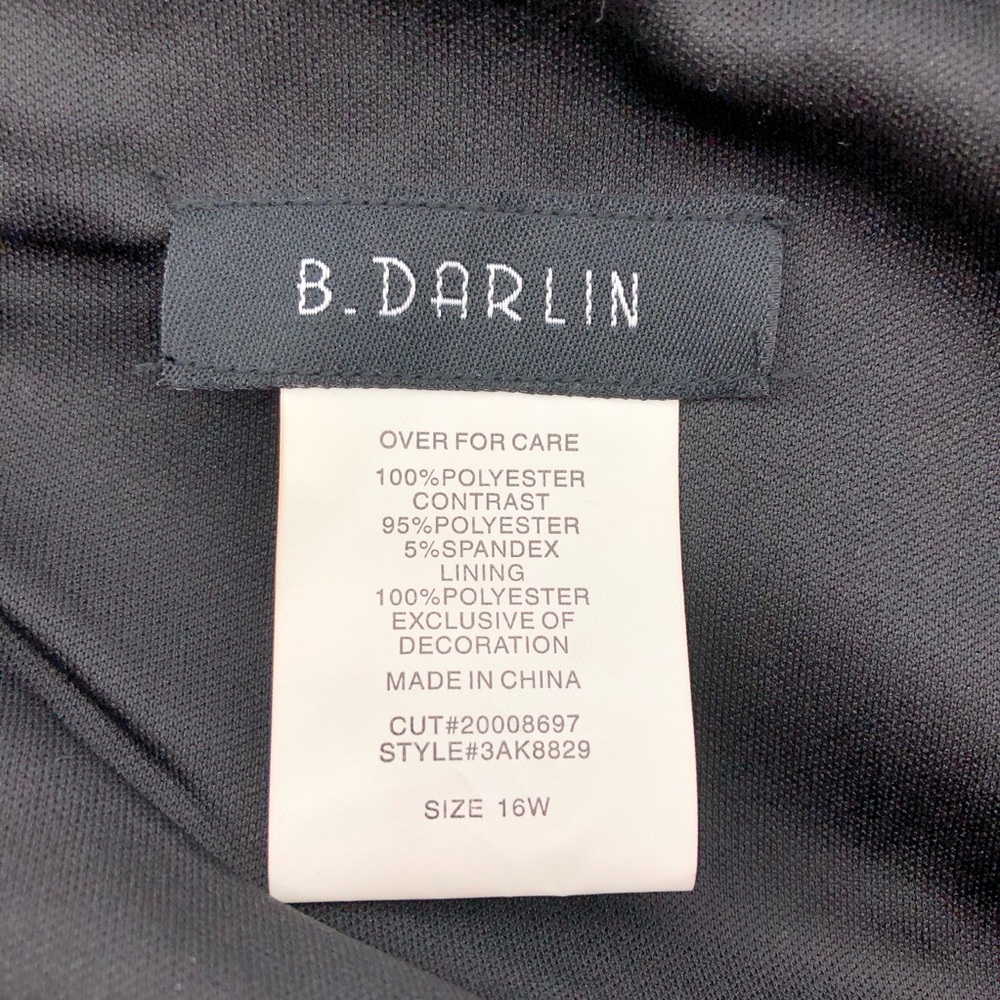 B.DARLIN
OVER FOR CARE
100%POLYESTER
CONTRAST
95%POLYESTER
5%SPANDEX
LINING
100%POLYESTER
EXCLUSIVE OF
DECORATION
MADE IN CHINA
CUT#20008697
STYLE#3AK8829
SIZE 16W